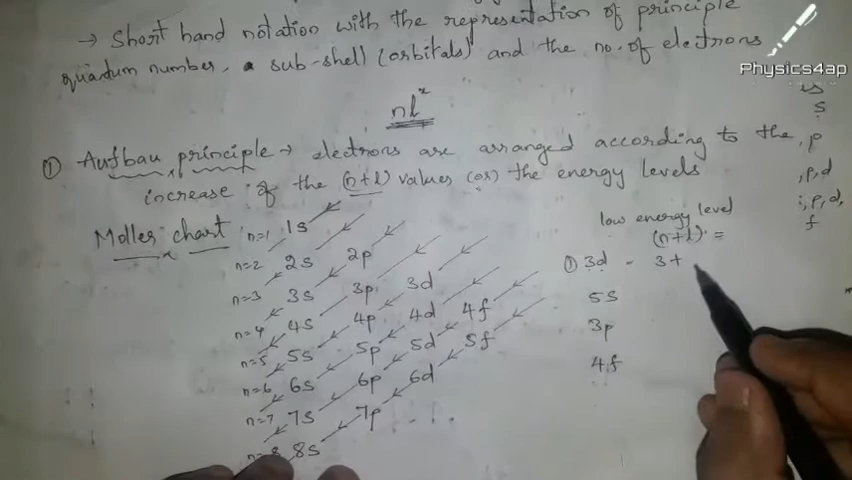 → Short hand notation with the representation of principle
quantum number, sub-shell (orbitals) and the no. of electrons
Physics4ap
is
s
nlˣ
① Aufbau principle → electrons are arranged according to the
, p
increase of the (n+l) values (or) the energy levels
, p, d
i, p, d,
f
Moller chart
low energy level
(n+l) =
n=1 1s
n=2 2s 2p
n=3 3s 3p 3d
n=4 4s 4p 4d 4f
n=5 5s 5p 5d 5f
n=6 6s 6p 6d
n=7 7s 7p
n=8 8s
① 3d - 3+
5s
3p
4f